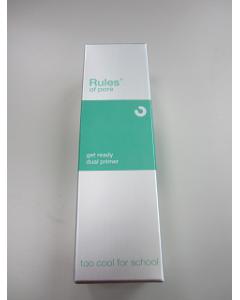 Rules°
of pore
get ready
dual primer
too cool for school